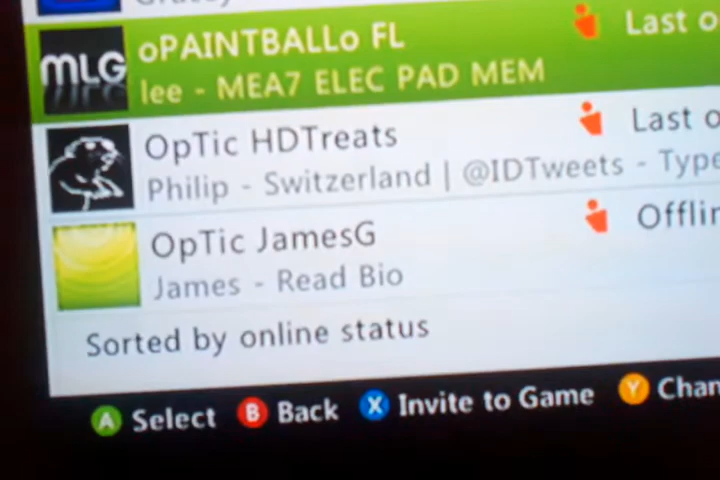 MLG
oPAINTBALLo FL
Last o
lee - MEA7 ELEC PAD MEM
OpTic HDTreats
Last o
Philip - Switzerland | @IDTweets - Type
OpTic JamesG
Offlin
James - Read Bio
Sorted by online status
A Select B Back X Invite to Game Y Chan